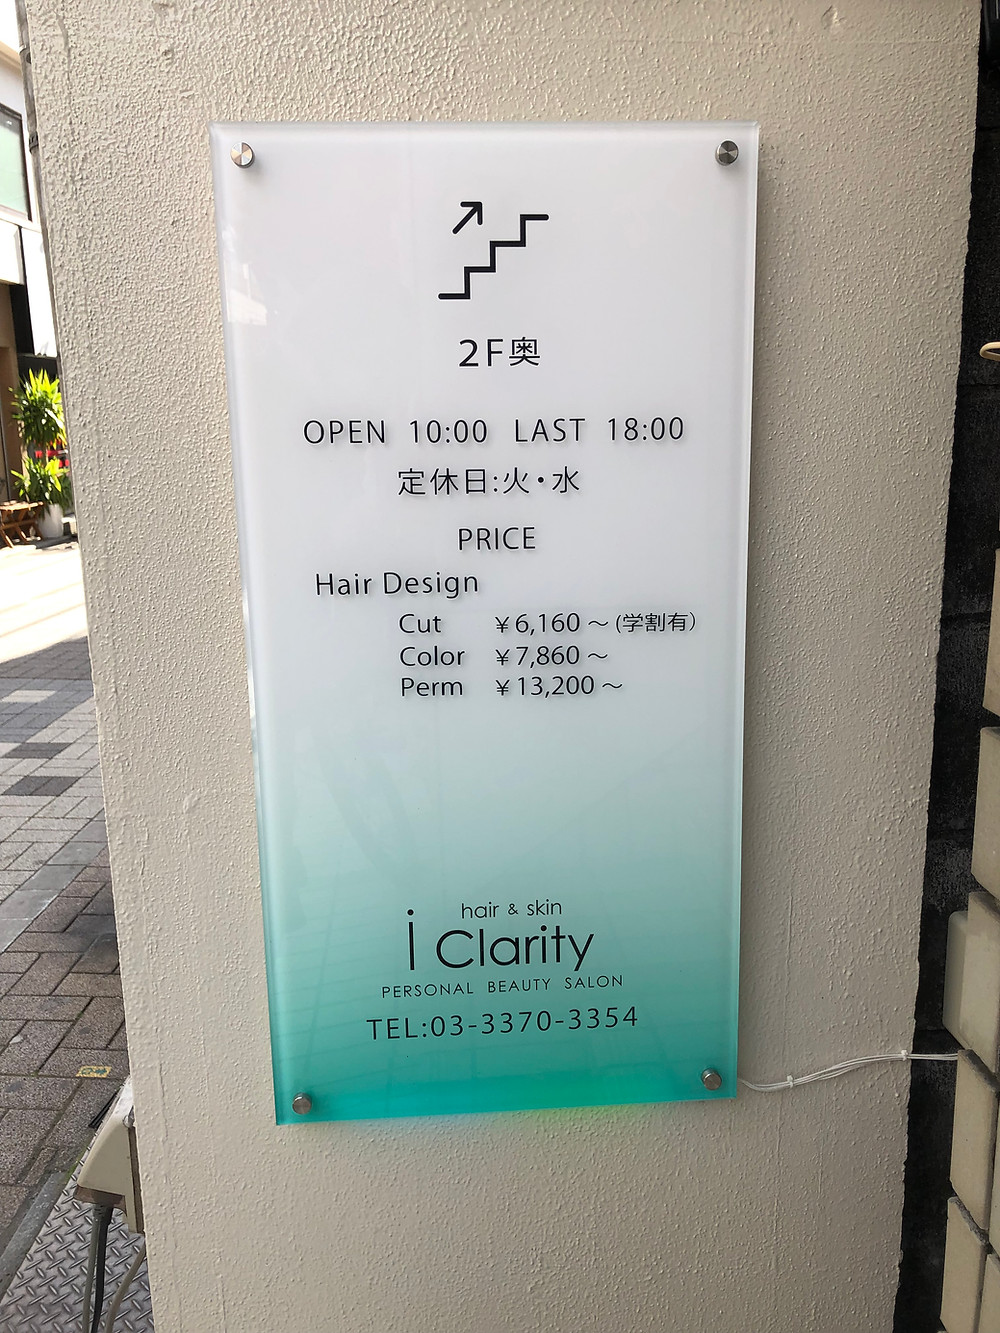 2F奥
OPEN 10:00 LAST 18:00
定休日:火・水
PRICE
Hair Design
Cut ¥6,160～(学割有)
Color ¥7,860～
Perm ¥13,200～
hair & skin
i Clarity
PERSONAL BEAUTY SALON
TEL:03-3370-3354